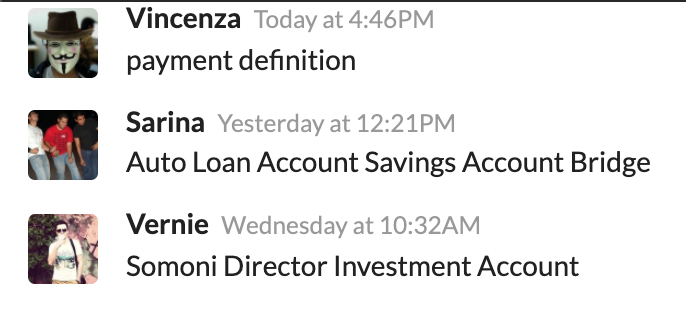 Vincenza Today at 4:46PM
payment definition
Sarina Yesterday at 12:21PM
Auto Loan Account Savings Account Bridge
Vernie Wednesday at 10:32AM
Somoni Director Investment Account